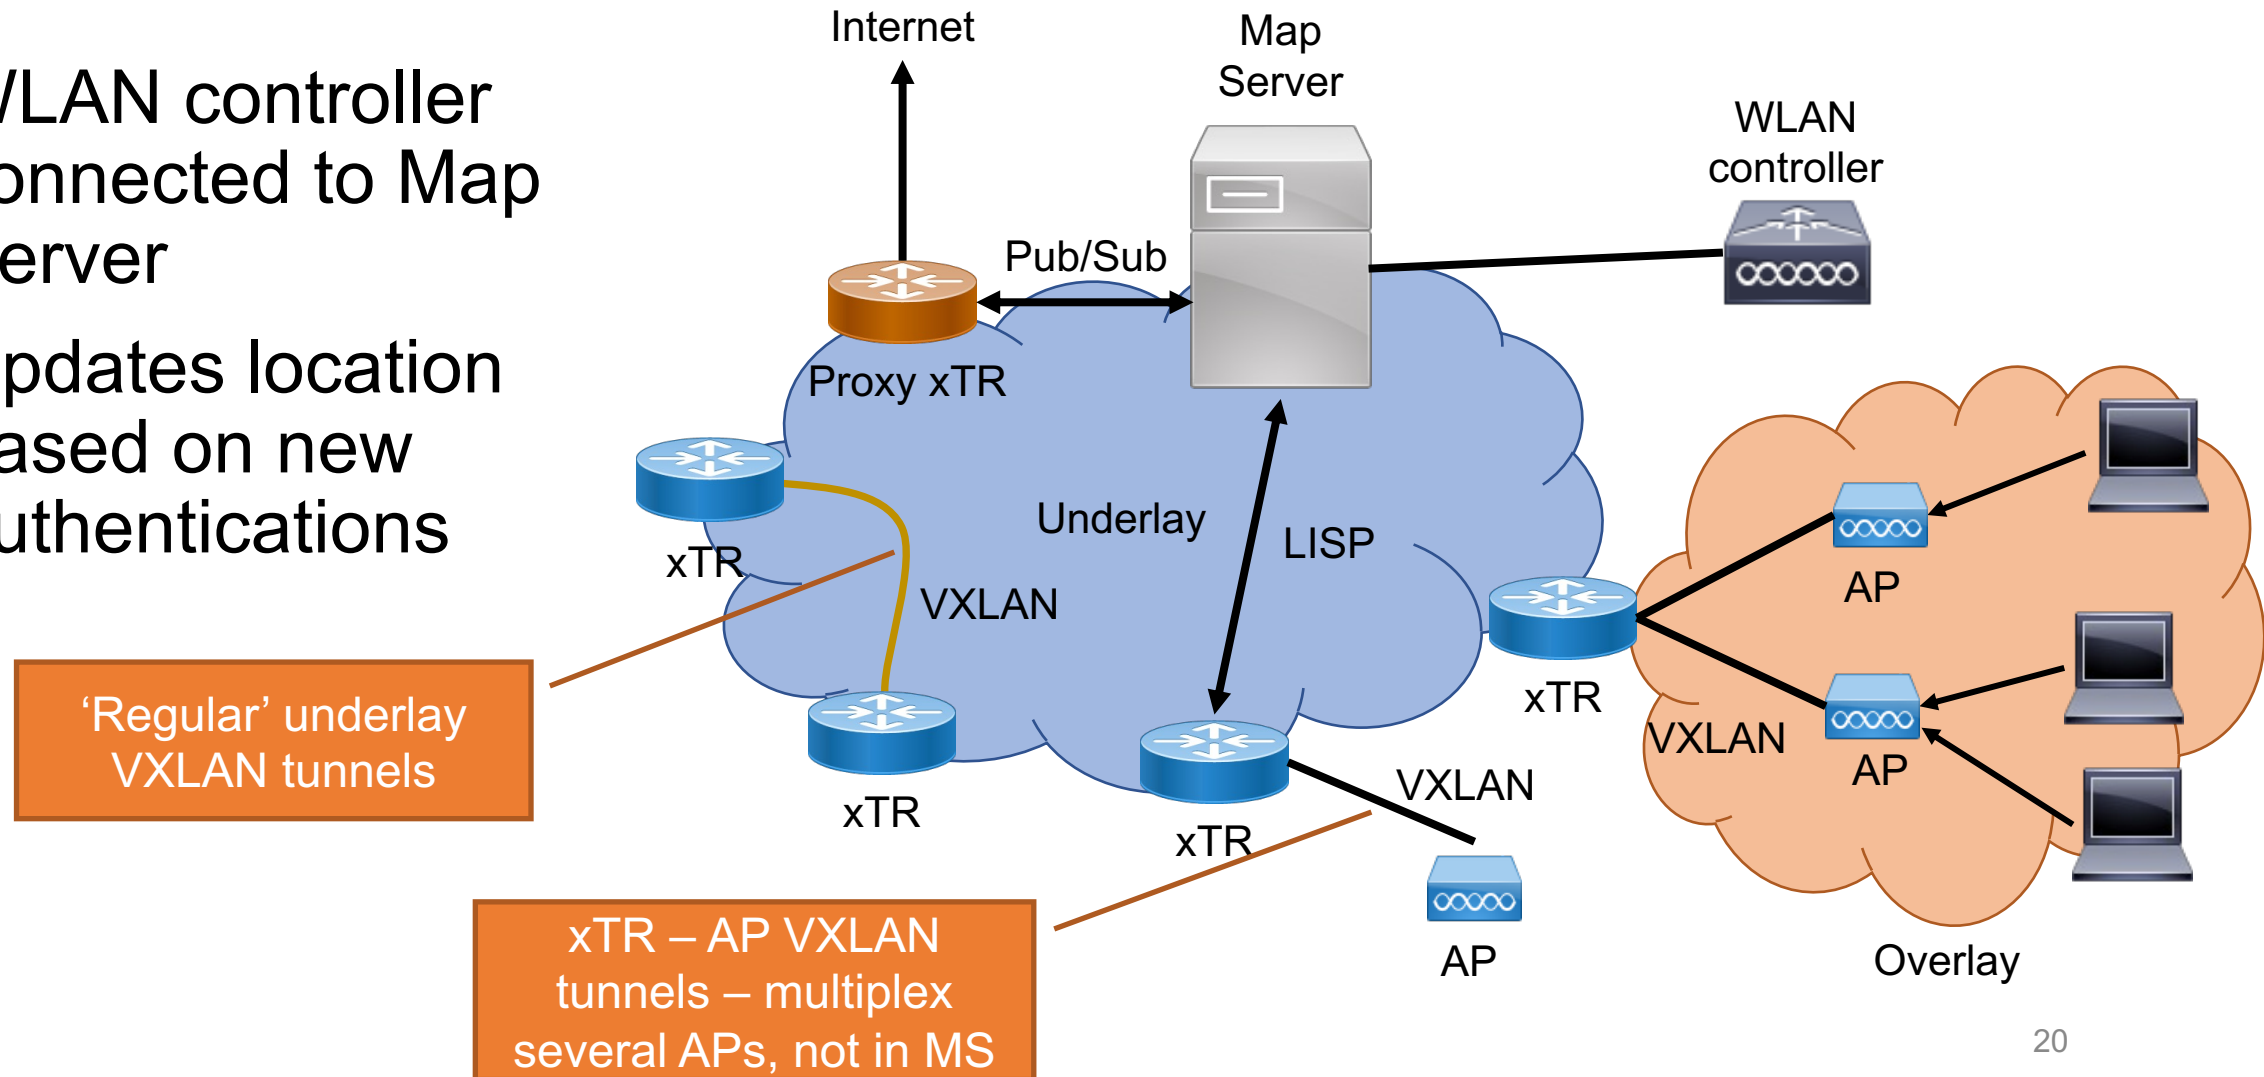 WLAN controller
onnected to Map
erver
pdates location
ased on new
uthentications
Internet
Map
Server
WLAN
controller
Pub/Sub
Proxy xTR
xTR
Underlay
LISP
VXLAN
AP
xTR
VXLAN
AP
‘Regular’ underlay
VXLAN tunnels
xTR
xTR
VXLAN
AP
xTR – AP VXLAN
tunnels – multiplex
several APs, not in MS
Overlay
20